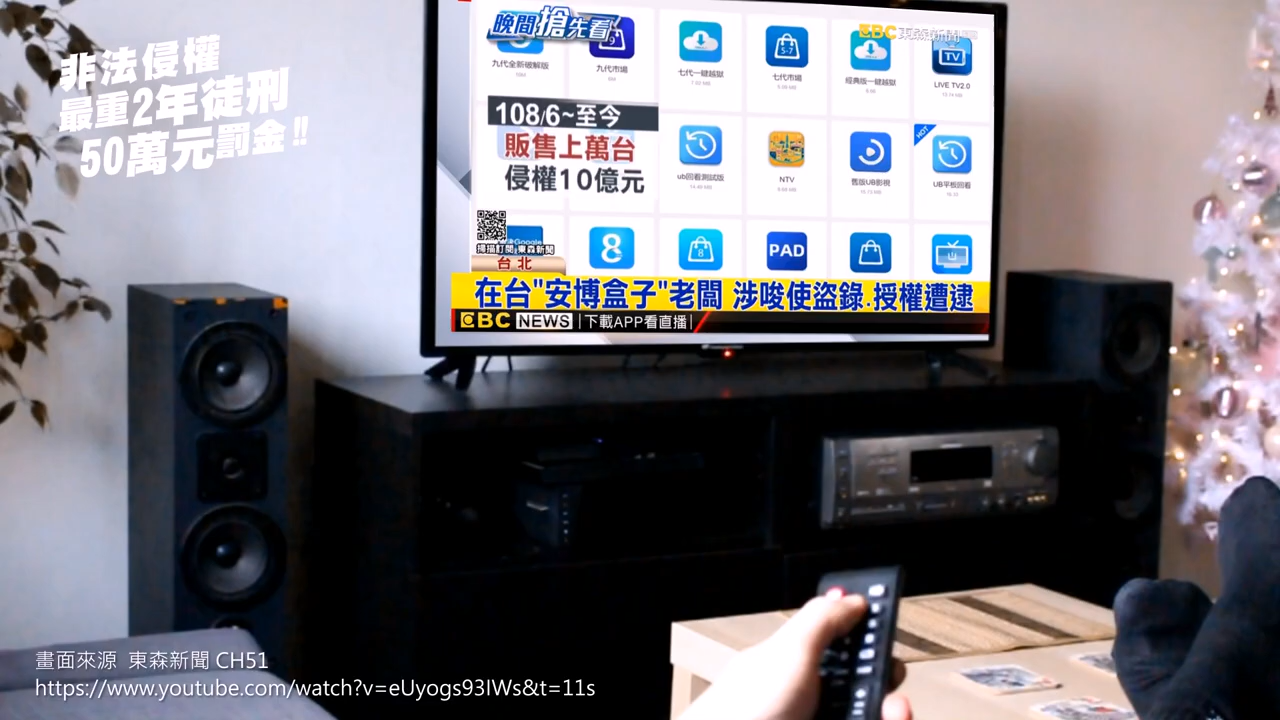 非法侵權
最重2年徒刑
50萬元罰金!!
晚間搶先看
EBC東森新聞
九代全新破解版
九代市場
七代一鍵越獄
七代市場
經典版一鍵越獄
LIVE TV2.0
108/6~至今
販售上萬台
侵權10億元
ub回看測試版
NTV
舊版UB影視
HOT
UB平板回看
Google
掃描訂閱 東森新聞
台北
8
8
PAD
在台"安博盒子"老闆 涉唆使盜錄.授權遭逮
EBC NEWS 下載APP看直播
畫面來源 東森新聞 CH51
https://www.youtube.com/watch?v=eUyogs93lWs&t=11s